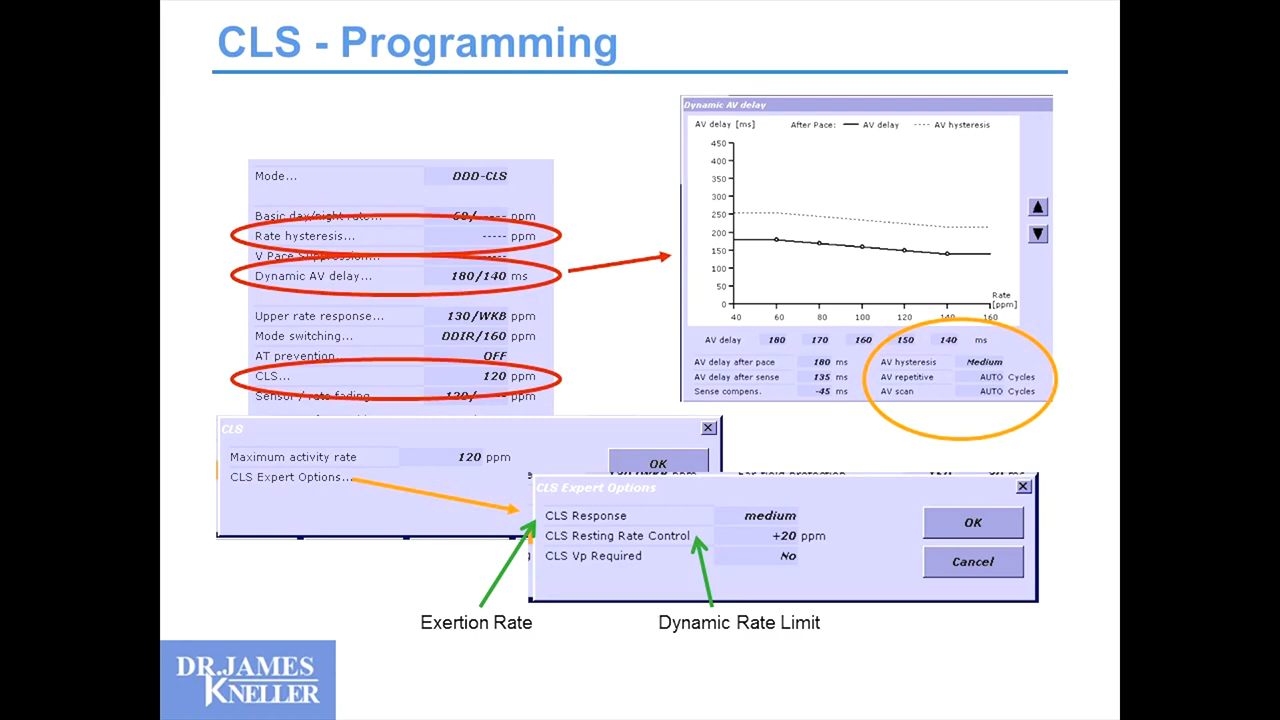 CLS - Programming
Mode... DDD-CLS
Basic day/night rate... 60/ ---- ppm
Rate hysteresis... ----- ppm
V Pace Suppression... -----
Dynamic AV delay... 180/140 ms
Upper rate response... 130/WKB ppm
Mode switching... DDIR/160 ppm
AT prevention... OFF
CLS... 120 ppm
Sensor / rate fading... 120/ ---- ppm
Dynamic AV delay
AV delay [ms] After Pace: AV delay AV hysteresis
450
400
350
300
250
200
150
100
50
0
Rate
[ppm]
40 60 80 100 120 140 160
AV delay 180 170 160 150 140 ms
AV delay after pace 180 ms AV hysteresis Medium
AV delay after sense 135 ms AV repetitive AUTO Cycles
Sense compens. -45 ms AV scan AUTO Cycles
CLS
Maximum activity rate 120 ppm
CLS Expert Options...
OK
CLS Expert Options
CLS Response medium
CLS Resting Rate Control +20 ppm
CLS Vp Required No
OK
Cancel
Exertion Rate
Dynamic Rate Limit
DR.JAMES
KNELLER